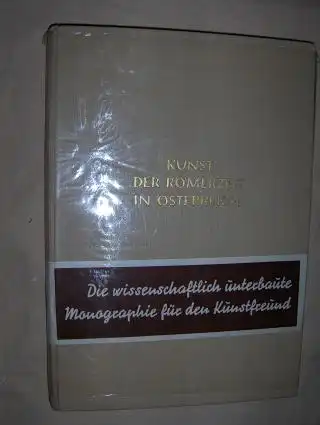 KUNST
DER RÖMERZEIT
IN ÖSTERREICH
Die wissenschaftlich unterbaute
Monographie für den Kunstfreund